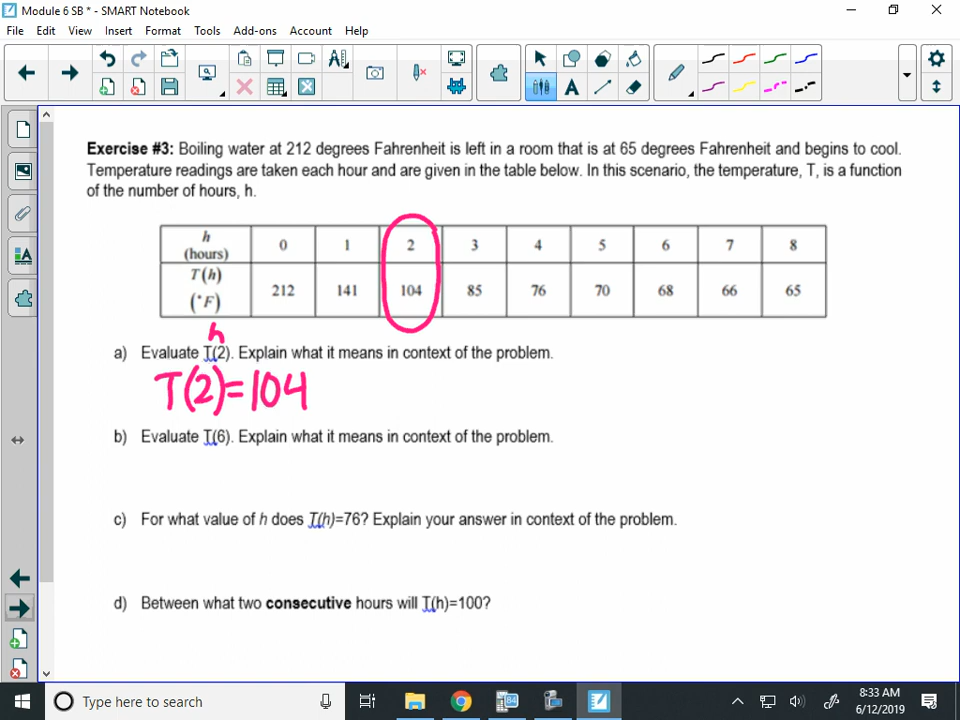 Module 6 SB * - SMART Notebook
File Edit View Insert Format Tools Add-ons Account Help
Exercise #3: Boiling water at 212 degrees Fahrenheit is left in a room that is at 65 degrees Fahrenheit and begins to cool.
Temperature readings are taken each hour and are given in the table below. In this scenario, the temperature, T, is a function
of the number of hours, h.
h (hours) 0 1 2 3 4 5 6 7 8
T(h) (°F) 212 141 104 85 76 70 68 66 65
h
a) Evaluate T(2). Explain what it means in context of the problem.
T(2)=104
b) Evaluate T(6). Explain what it means in context of the problem.
c) For what value of h does T(h)=76? Explain your answer in context of the problem.
d) Between what two consecutive hours will T(h)=100?
Type here to search
8:33 AM
6/12/2019